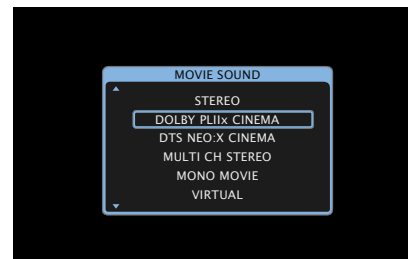 MOVIE SOUND
STEREO
DOLBY PLIIx CINEMA
DTS NEO:X CINEMA
MULTI CH STEREO
MONO MOVIE
VIRTUAL